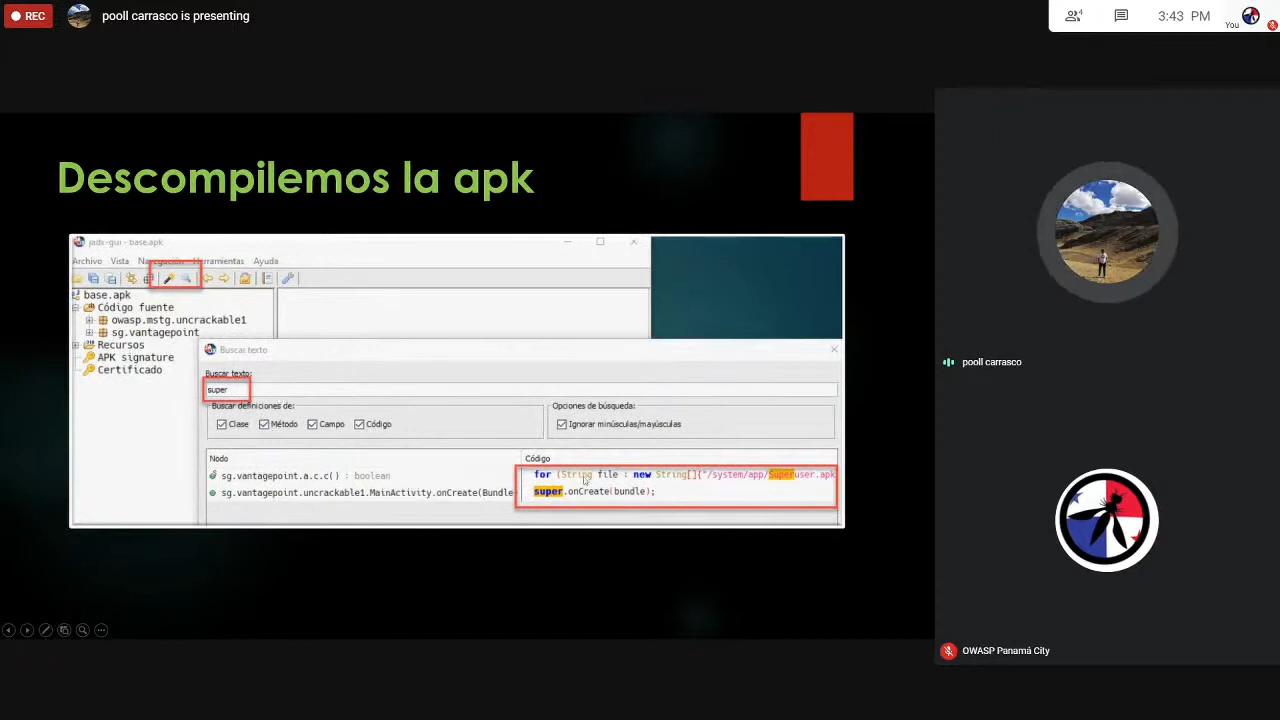 REC
pooll carrasco is presenting
4
3:43 PM
You
Descompilemos la apk
jadx-gui - base.apk
Archivo Vista Navegación Herramientas Ayuda
base.apk
Código fuente
owasp.mstg.uncrackable1
sg.vantagepoint
Recursos
APK signature
Certificado
Buscar texto
Buscar texto:
super
Buscar definiciones de:
Clase Método Campo Código
Opciones de búsqueda:
Ignorar minúsculas/mayúsculas
Nodo Código
sg.vantagepoint.a.c.c() : boolean for (String file : new String[]{"/system/app/Superuser.apk
sg.vantagepoint.uncrackable1.MainActivity.onCreate(Bundle super.onCreate(bundle);
pooll carrasco
OWASP Panamá City